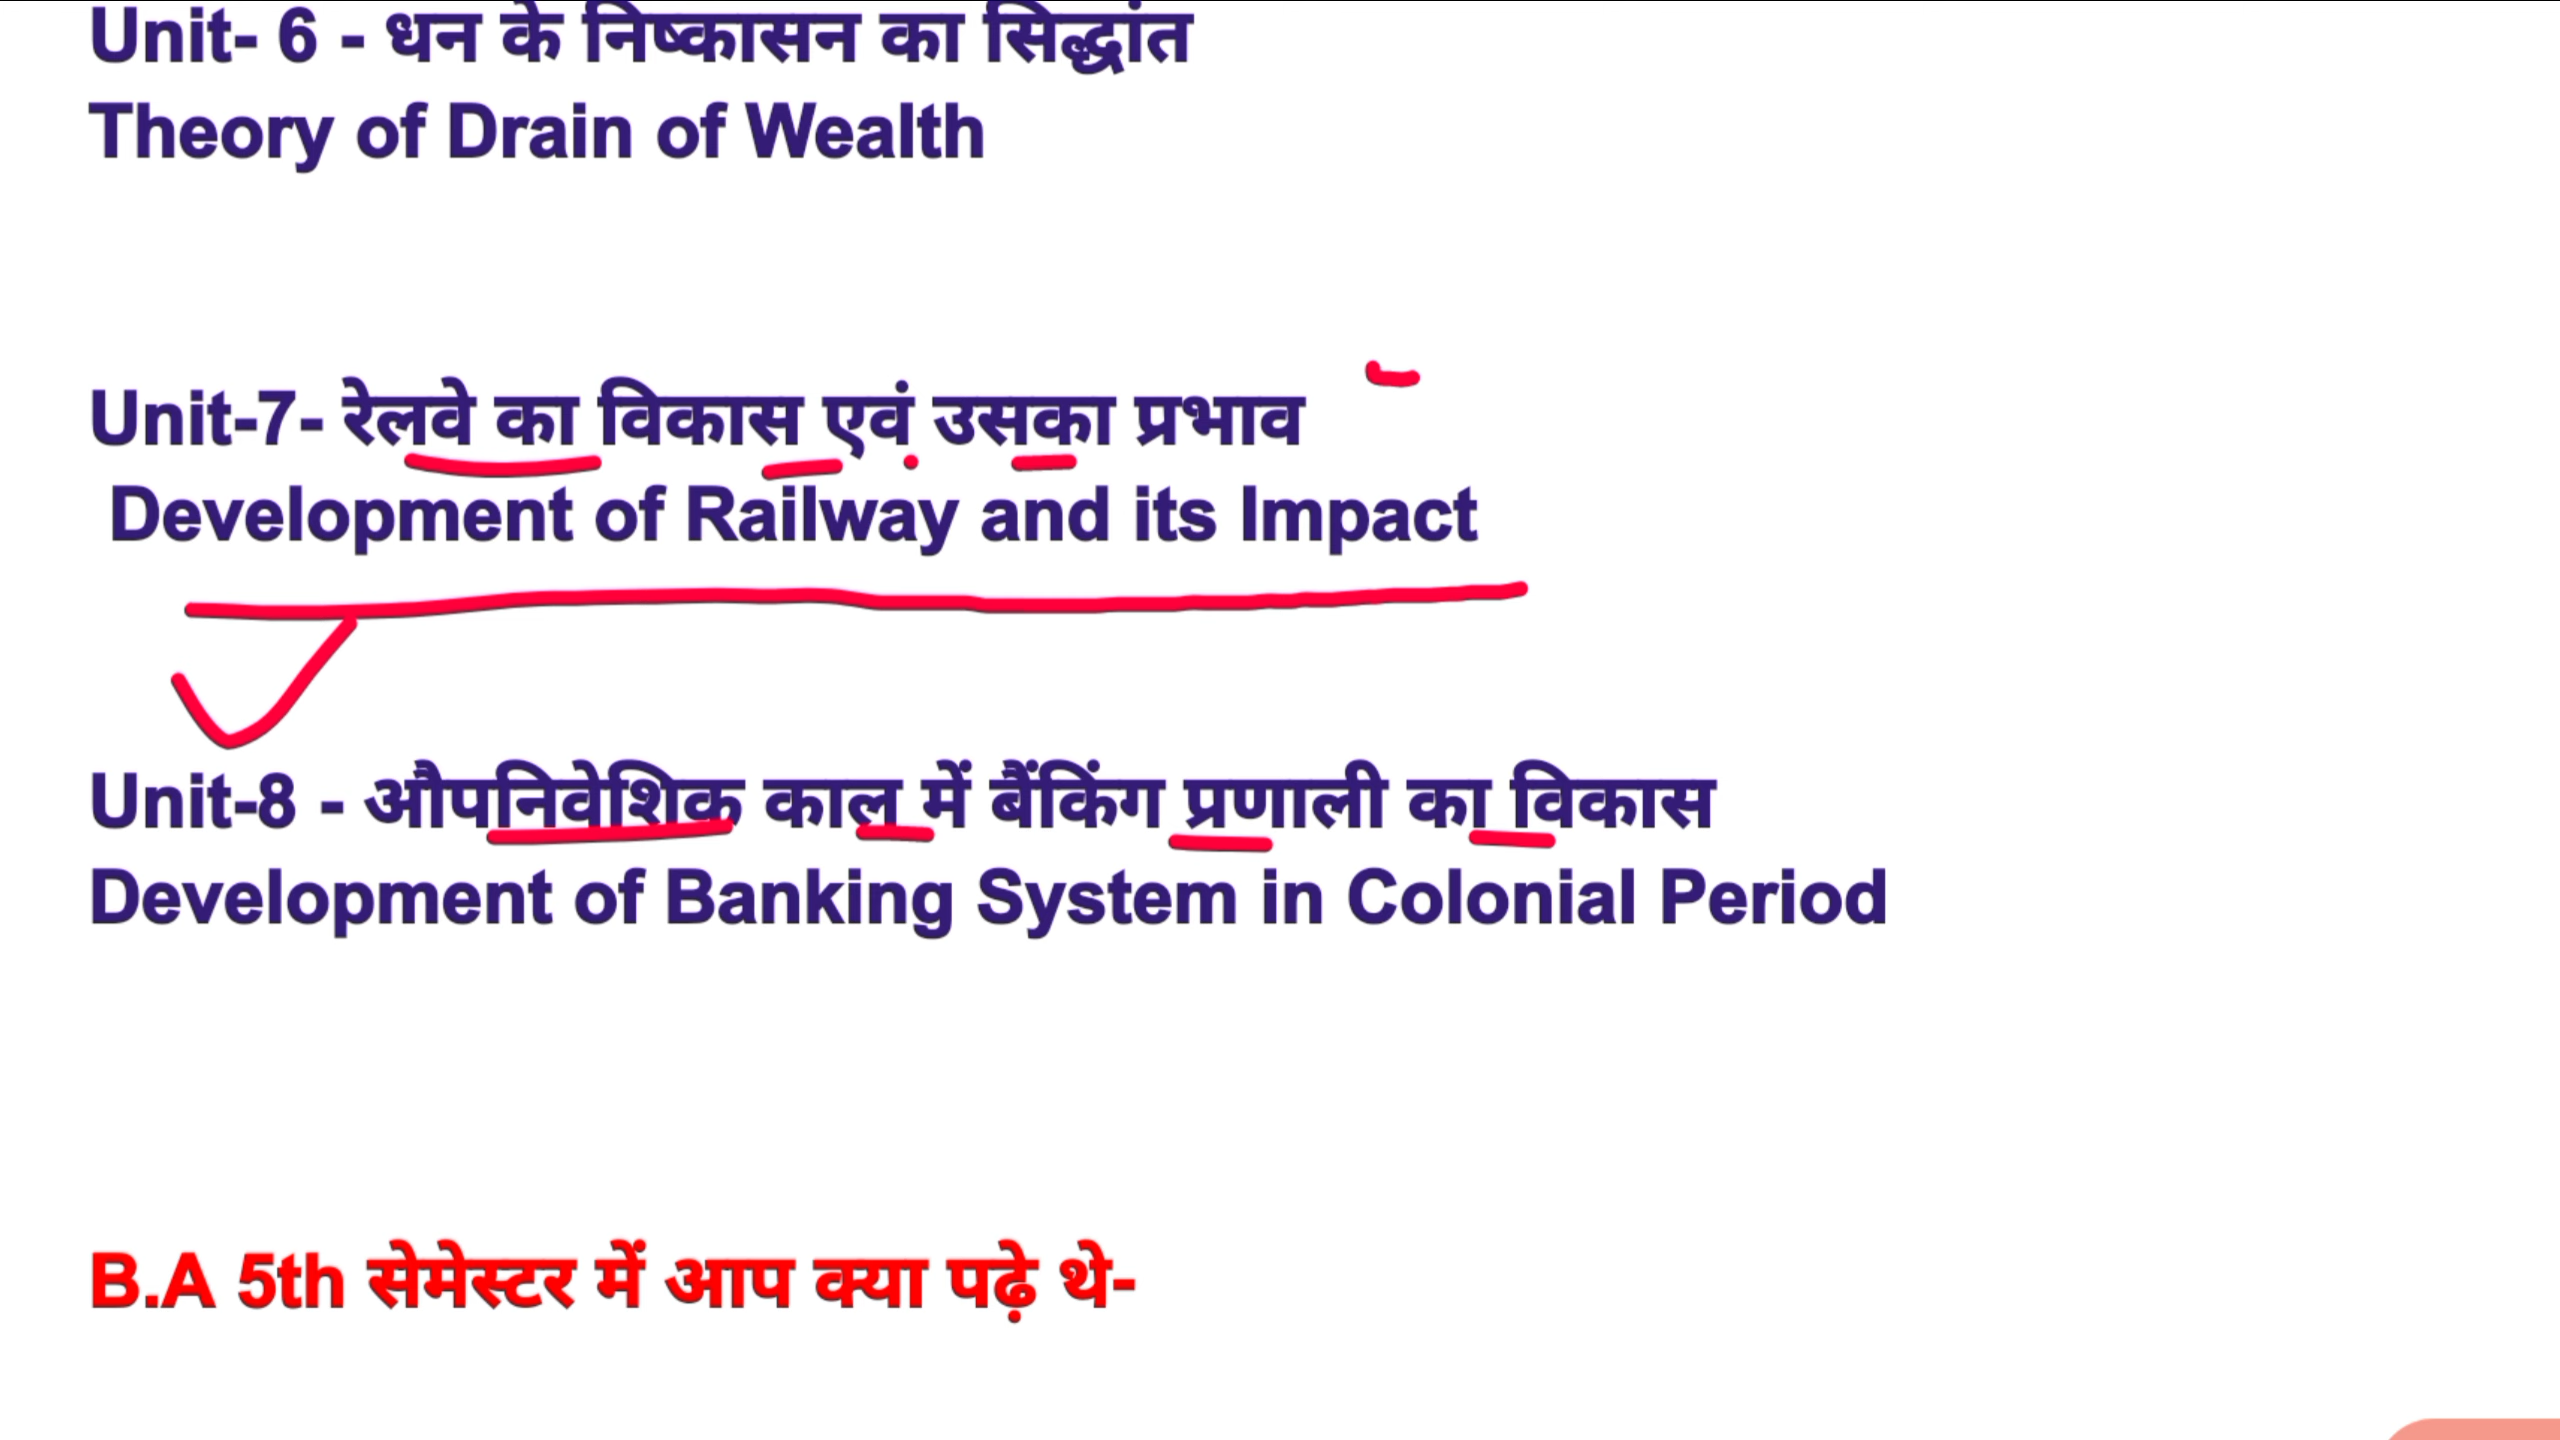 Unit- 6 - धन के निष्कासन का सिद्धांत
Theory of Drain of Wealth
Unit-7- रेलवे का विकास एवं उसका प्रभाव
Development of Railway and its Impact
Unit-8 - औपनिवेशिक काल में बैंकिंग प्रणाली का विकास
Development of Banking System in Colonial Period
B.A 5th सेमेस्टर में आप क्या पढ़े थे-